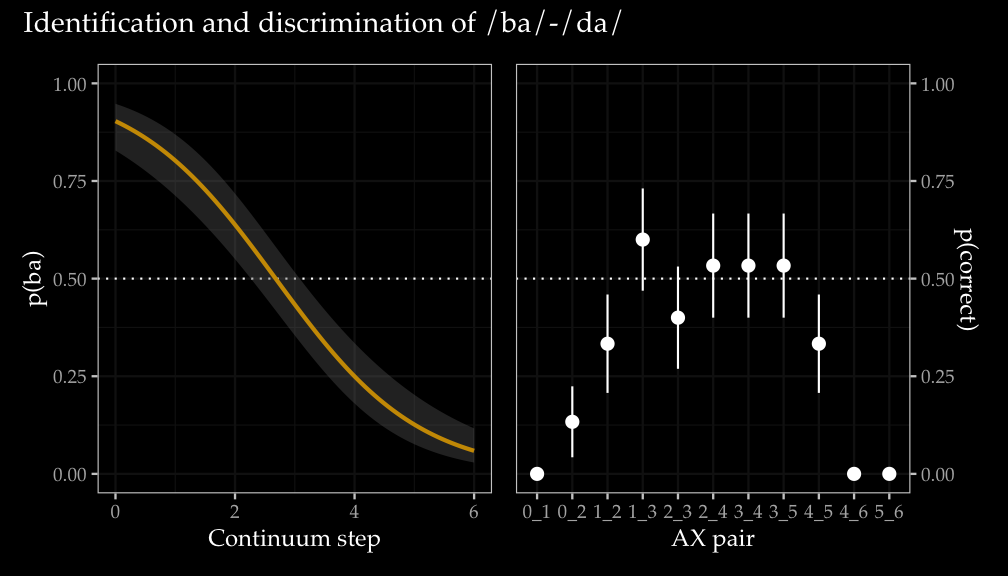 Identification and discrimination of /ba/-/da/
p(ba)
1.00
0.75
0.50
0.25
0.00
0 2 4 6
Continuum step
1.00
0.75
0.50
0.25
0.00
p(correct)
0_1 0_2 1_2 1_3 2_3 2_4 3_4 3_5 4_5 4_6 5_6
AX pair